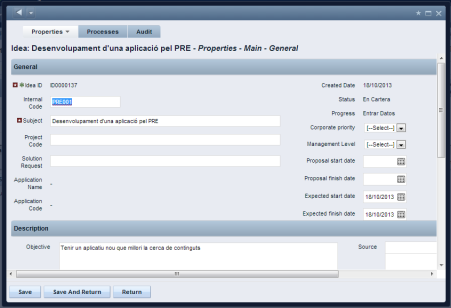 Properties Processes Audit
Idea: Desenvolupament d'una aplicació pel PRE - Properties - Main - General
General
Idea ID ID0000137
Created Date 18/10/2013
Internal Code PRE001
Status En Cartera
Progress Entrar Datos
Subject Desenvolupament d'una aplicació pel PRE
Corporate priority [--Select--]
Project Code
Management Level [--Select--]
Solution Request
Proposal start date
Application Name -
Proposal finish date
Application Code -
Expected start date 18/10/2013
Expected finish date 18/10/2013
Description
Objective Tenir un aplicatiu nou que millori la cerca de continguts
Source
Save Save And Return Return